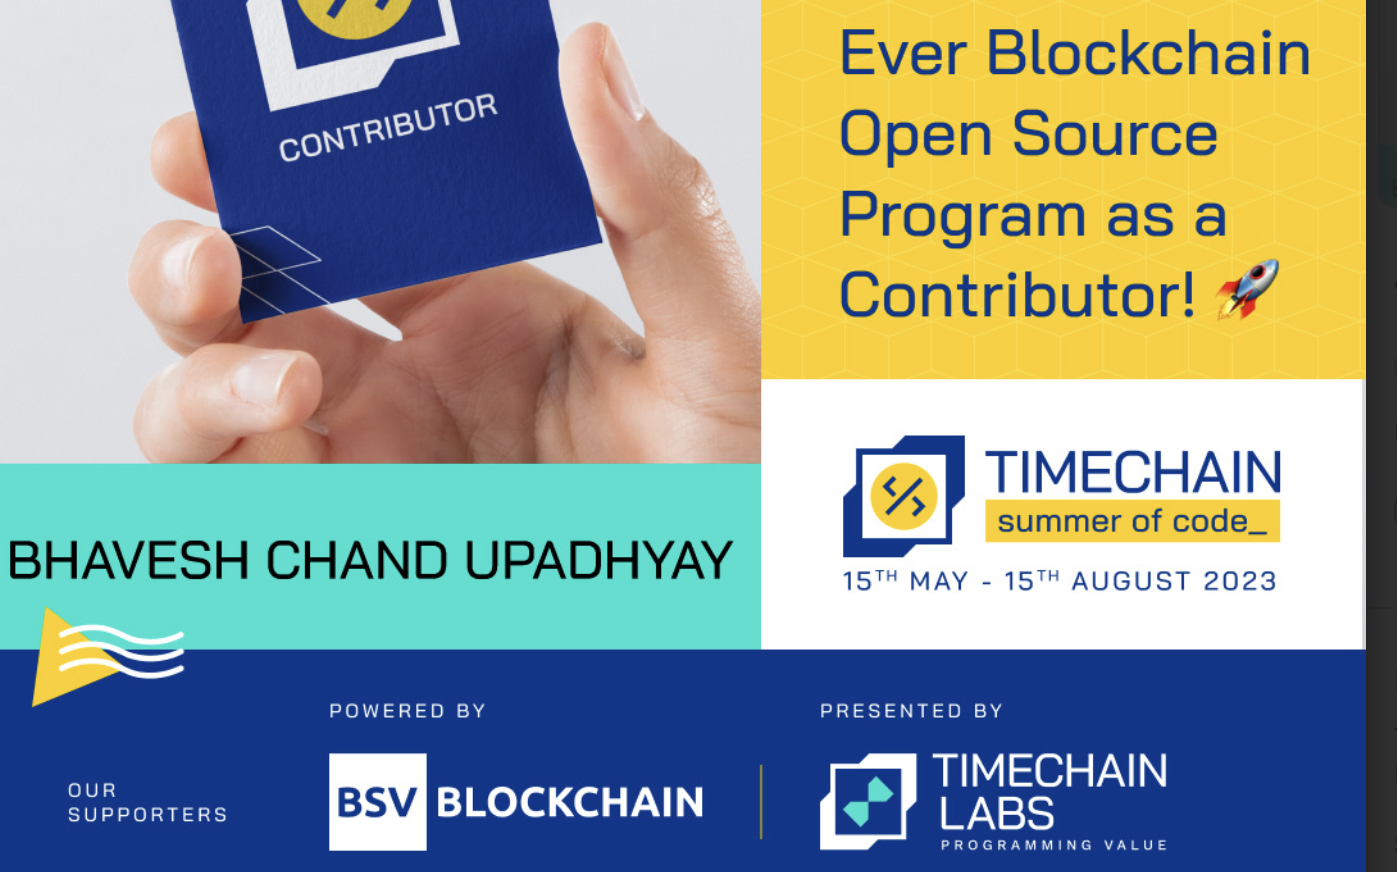 CONTRIBUTOR
Ever Blockchain
Open Source
Program as a
Contributor! 🚀
TIMECHAIN
summer of code_
15TH MAY - 15TH AUGUST 2023
BHAVESH CHAND UPADHYAY
OUR
SUPPORTERS
POWERED BY
BSV BLOCKCHAIN
PRESENTED BY
TIMECHAIN
LABS
PROGRAMMING VALUE